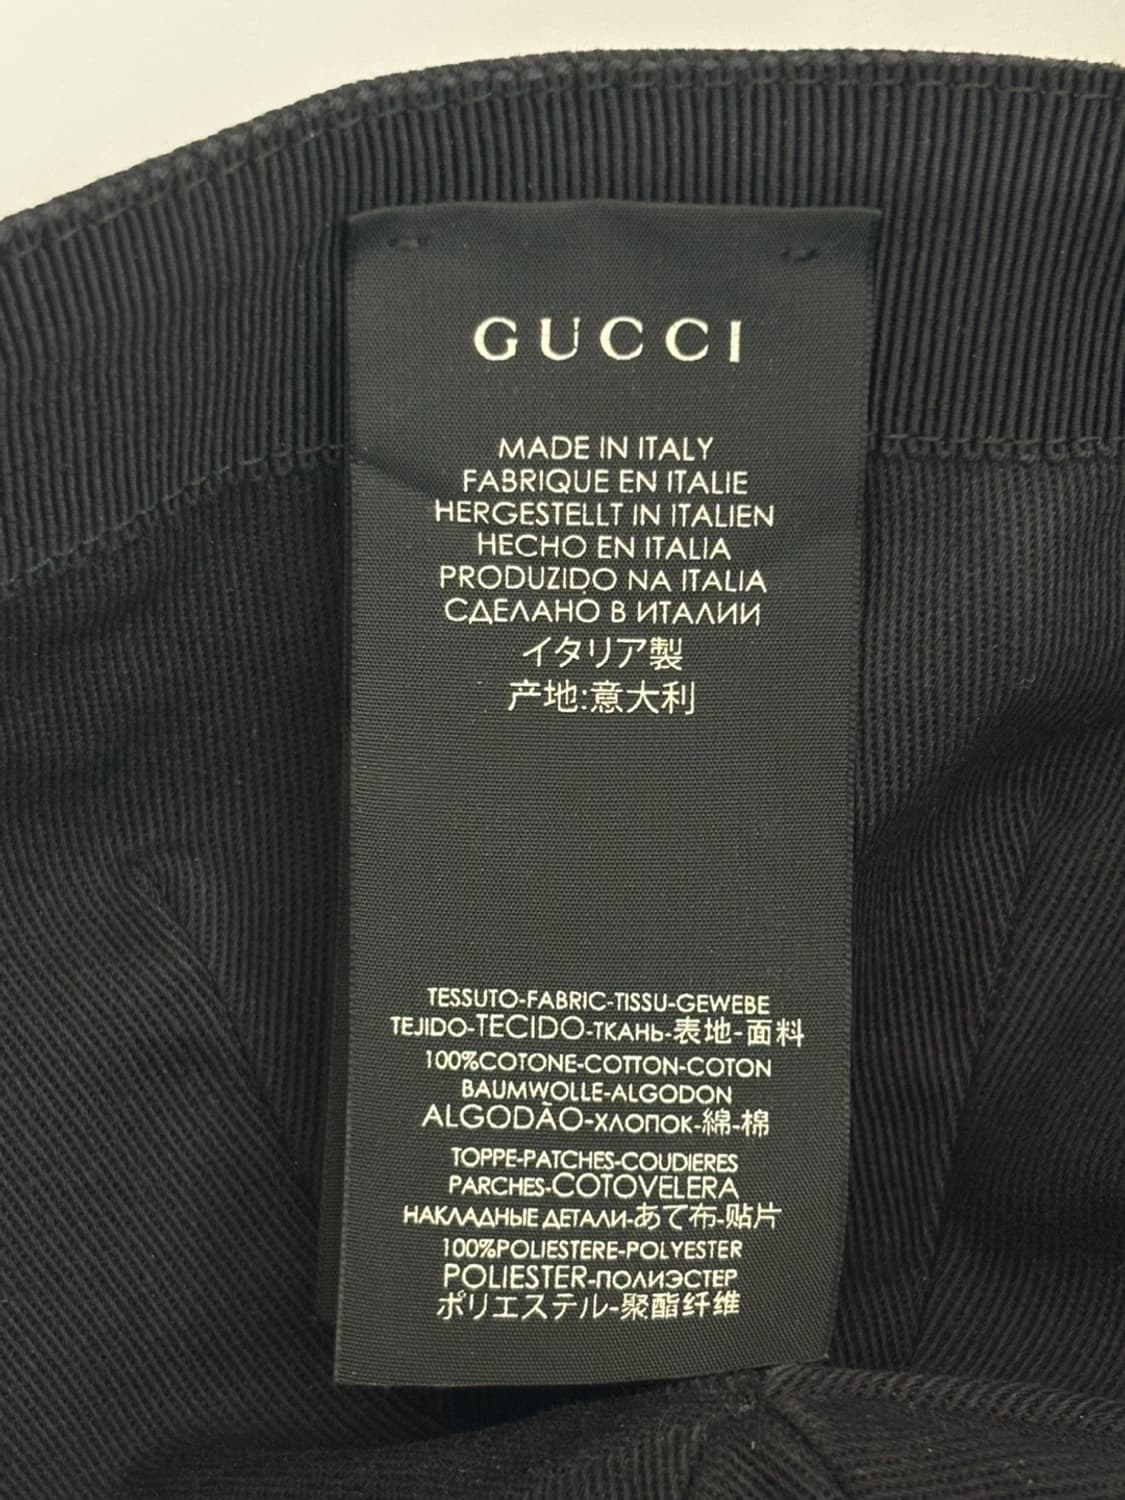 GUCCI
MADE IN ITALY
FABRIQUE EN ITALIE
HERGESTELLT IN ITALIEN
HECHO EN ITALIA
PRODUZIDO NA ITALIA
СДЕЛАНО В ИТАЛИИ
イタリア製
产地:意大利
TESSUTO-FABRIC-TISSU-GEWEBE
TEJIDO-TECIDO-ТКАНЬ-表地-面料
100%COTONE-COTTON-COTON
BAUMWOLLE-ALGODON
ALGODÃO-ХЛОПОК-綿-棉
TOPPE-PATCHES-COUDIERES
PARCHES-COTOVELERA
НАКЛАДНЫЕ ДЕТАЛИ-あて布-贴片
100%POLIESTERE-POLYESTER
POLIESTER-ПОЛИЭСТЕР
ポリエステル-聚酯纤维